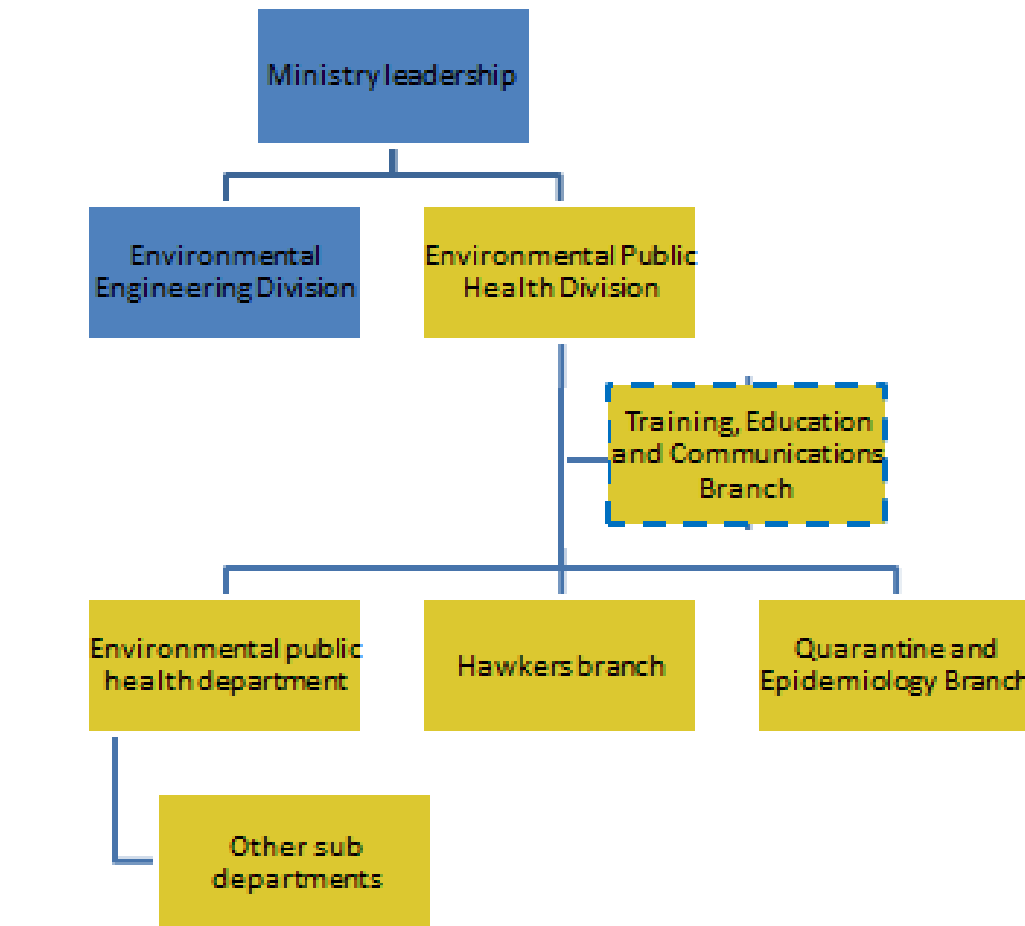 Ministry leadership
Environmental
Engineering Division
Environmental Public
Health Division
Training, Education
and Communications
Branch
Environmental public
health department
Hawkers branch
Quarantine and
Epidemiology Branch
Other sub
departments